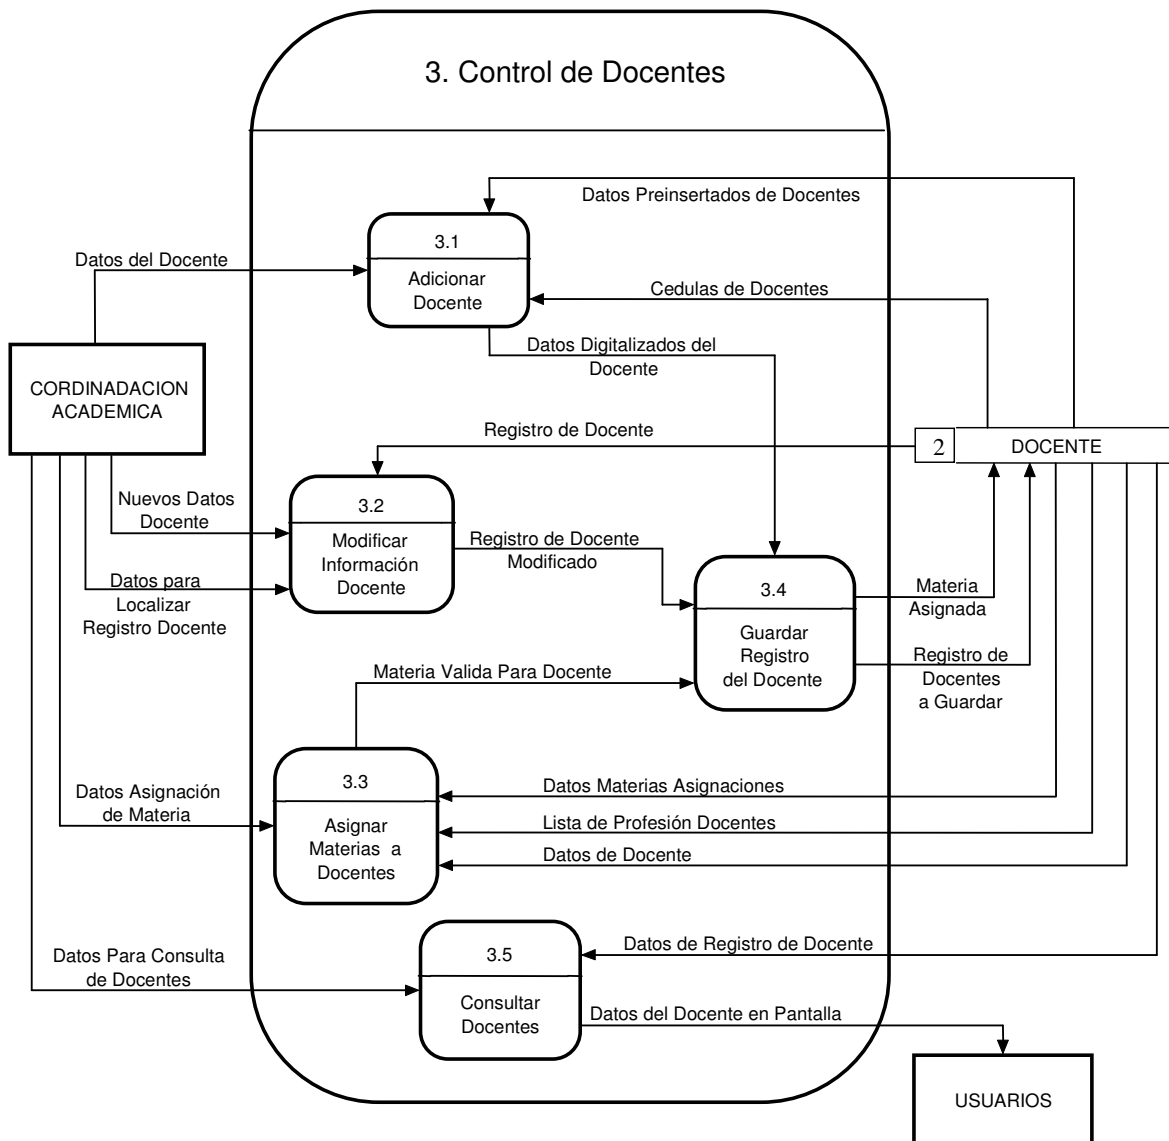 3. Control de Docentes
Datos Preinsertados de Docentes
3.1
Adicionar
Docente
Datos del Docente
Cedulas de Docentes
Datos Digitalizados del
Docente
CORDINADACION
ACADEMICA
Registro de Docente
2
DOCENTE
Nuevos Datos
Docente
3.2
Modificar
Información
Docente
Registro de Docente
Modificado
Datos para
Localizar
Registro Docente
3.4
Guardar
Registro
del Docente
Materia
Asignada
Registro de
Docentes
a Guardar
Materia Valida Para Docente
Datos Asignación
de Materia
3.3
Asignar
Materias a
Docentes
Datos Materias Asignaciones
Lista de Profesión Docentes
Datos de Docente
Datos Para Consulta
de Docentes
3.5
Consultar
Docentes
Datos de Registro de Docente
Datos del Docente en Pantalla
USUARIOS